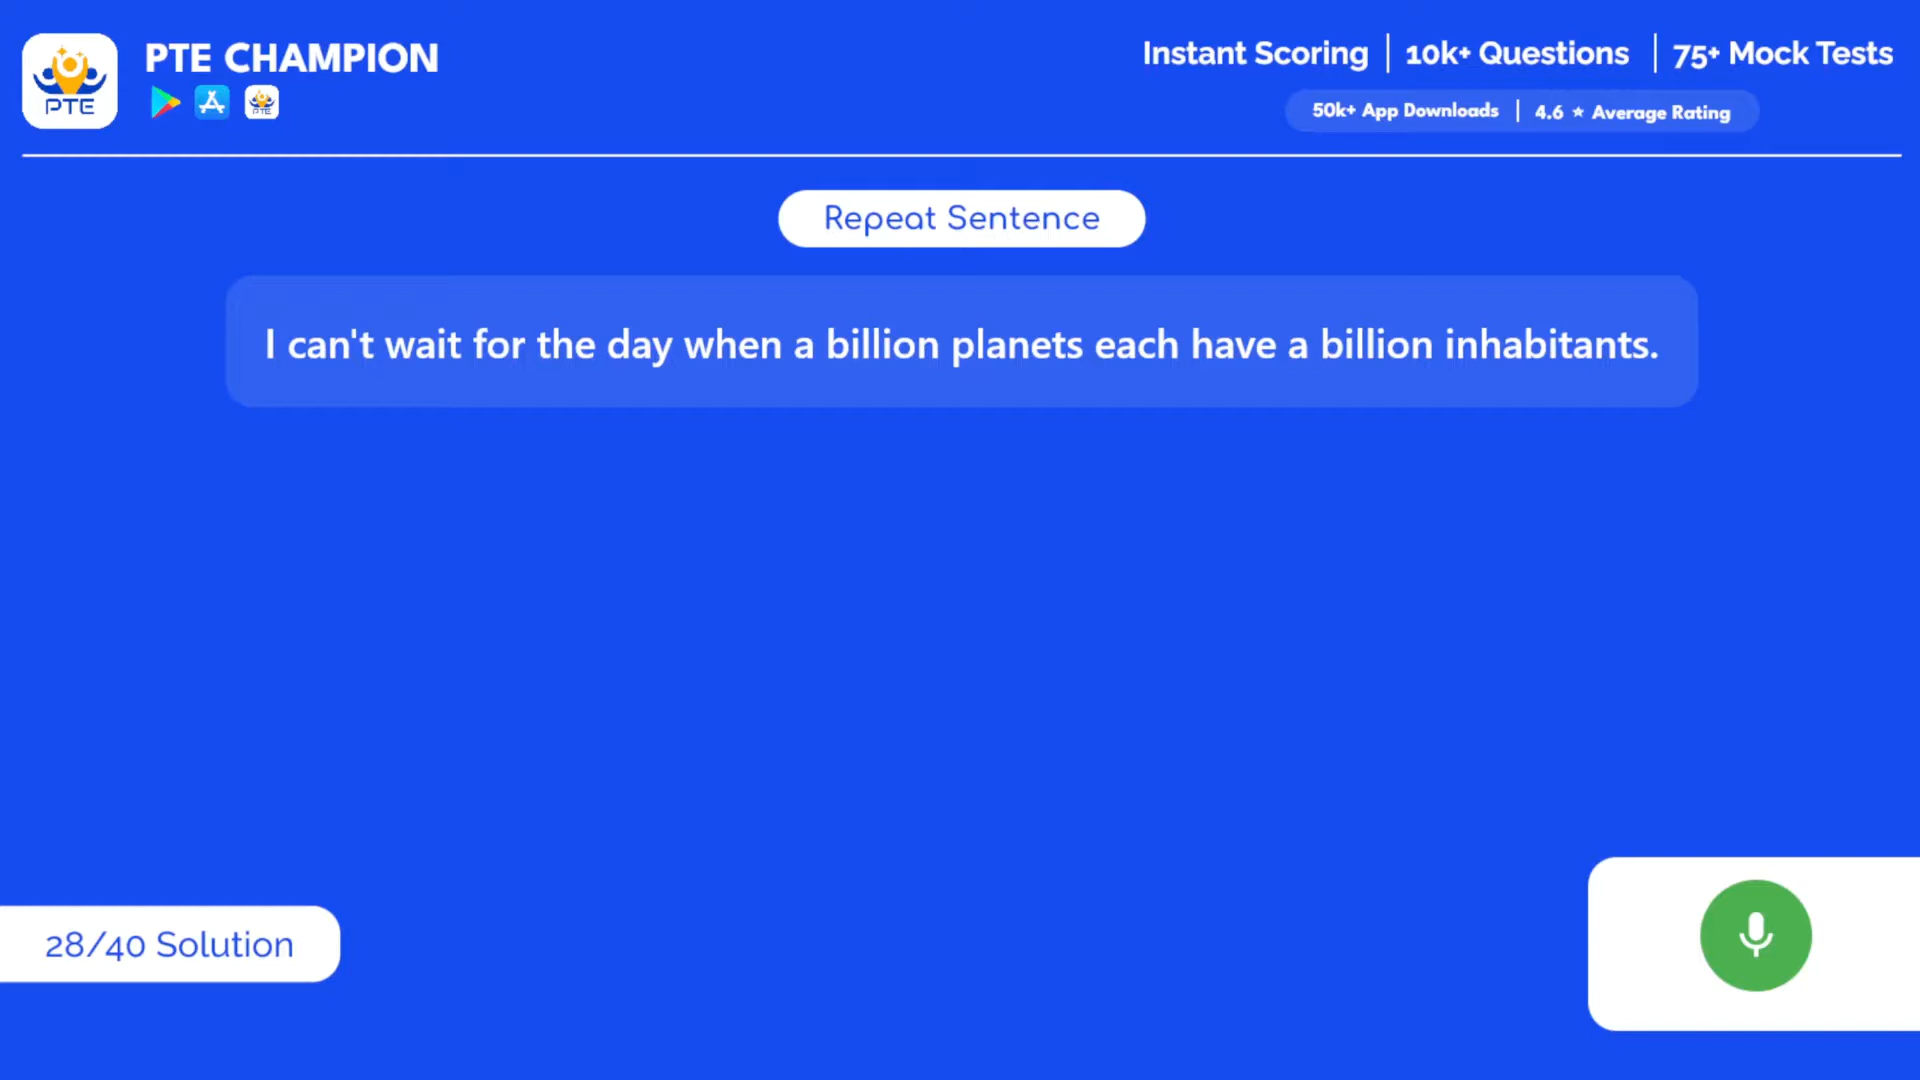 PTE CHAMPION
PTE
PTE
Instant Scoring | 10k+ Questions | 75+ Mock Tests
50k+ App Downloads | 4.6 ★ Average Rating
Repeat Sentence
I can't wait for the day when a billion planets each have a billion inhabitants.
28/40 Solution